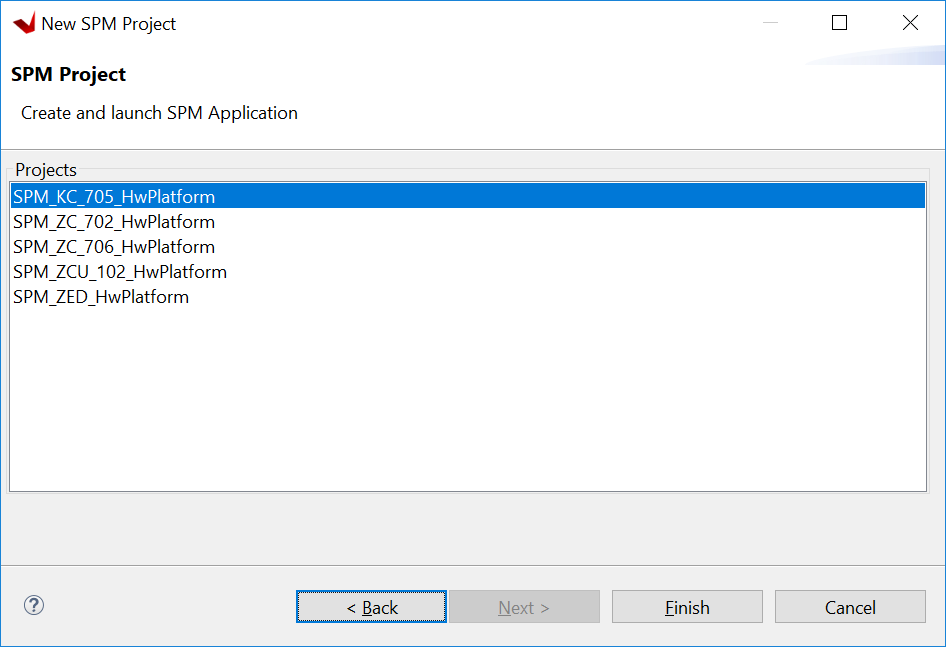 New SPM Project
SPM Project
Create and launch SPM Application
Projects
SPM_KC_705_HwPlatform
SPM_ZC_702_HwPlatform
SPM_ZC_706_HwPlatform
SPM_ZCU_102_HwPlatform
SPM_ZED_HwPlatform
? < Back Next > Finish Cancel